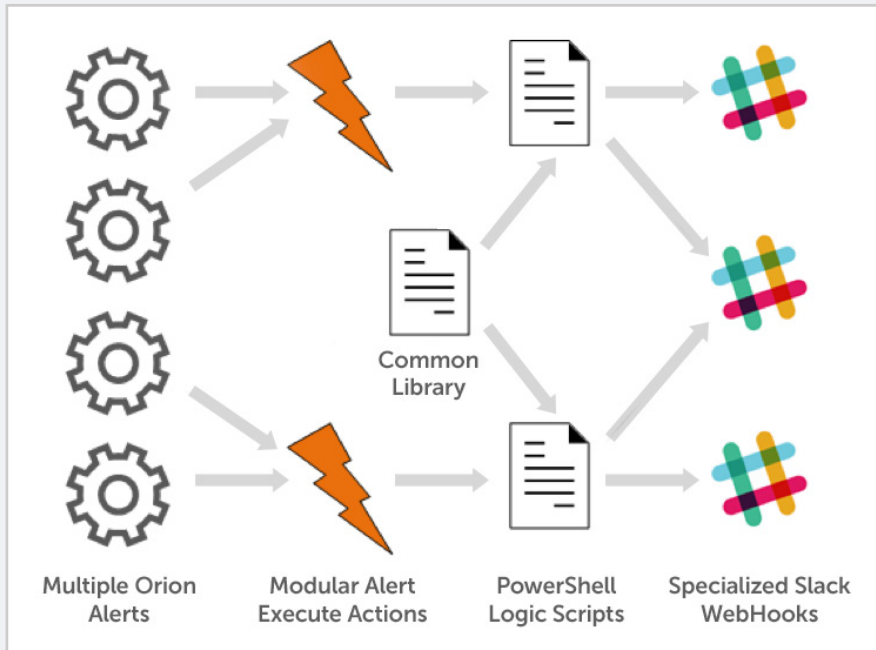 Common
Library
Multiple Orion
Alerts
Modular Alert
Execute Actions
PowerShell
Logic Scripts
Specialized Slack
WebHooks